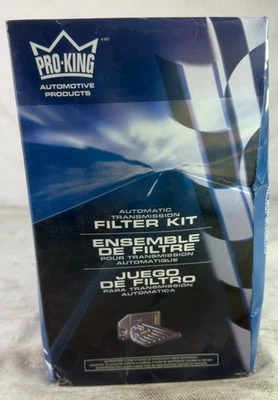 PRO-KING
AUTOMOTIVE
PRODUCTS
AUTOMATIC
TRANSMISSION
FILTER KIT
ENSEMBLE
DE FILTRE
POUR TRANSMISSION
AUTOMATIQUE
JUEGO
DE FILTRO
PARA TRANSMISIÓN
AUTOMÁTICA